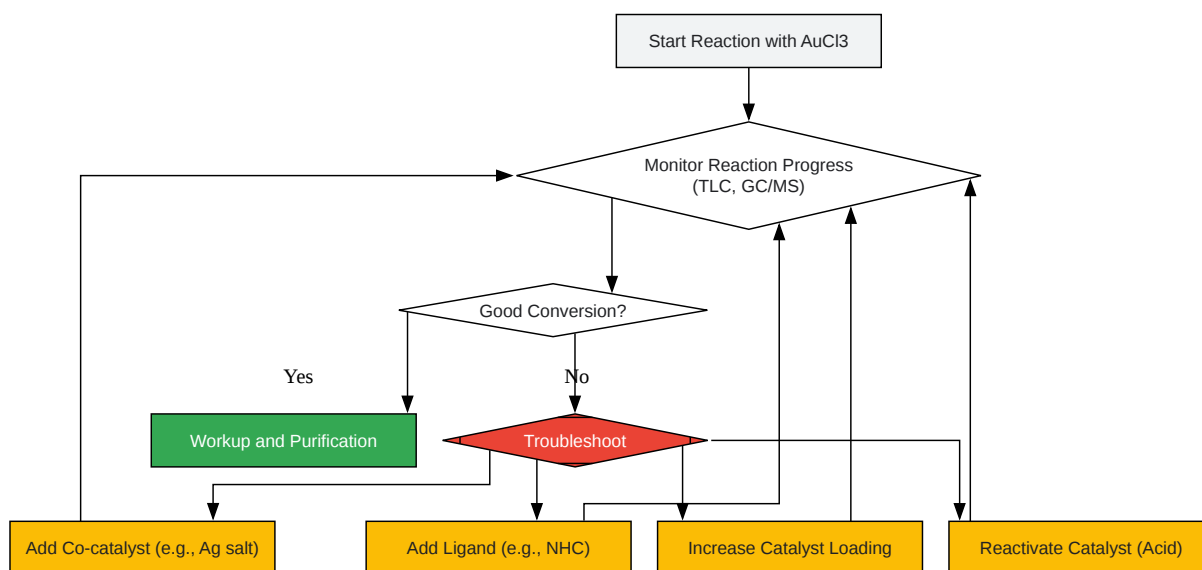 Start Reaction with AuCl3
Monitor Reaction Progress
(TLC, GC/MS)
Good Conversion?
Yes
No
Workup and Purification
Troubleshoot
Add Co-catalyst (e.g., Ag salt)
Add Ligand (e.g., NHC)
Increase Catalyst Loading
Reactivate Catalyst (Acid)